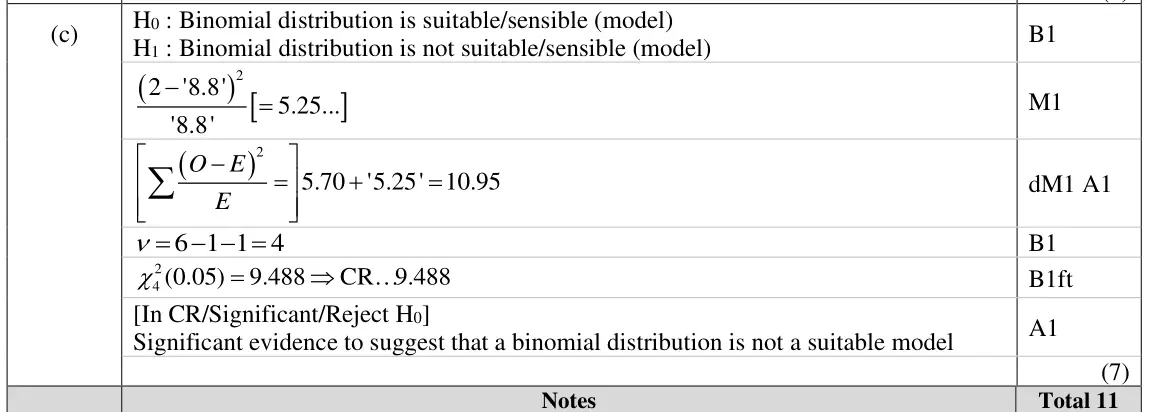 (c)
H₀ : Binomial distribution is suitable/sensible (model)
H₁ : Binomial distribution is not suitable/sensible (model)
B1
(2 − '8.8')² / '8.8' [= 5.25...]
M1
[∑ (O − E)² / E =] 5.70 + '5.25' = 10.95
dM1 A1
ν = 6 − 1 − 1 = 4
B1
χ²₄ (0.05) = 9.488 ⇒ CR…9.488
B1ft
[In CR/Significant/Reject H₀]
Significant evidence to suggest that a binomial distribution is not a suitable model
A1
(7)
Notes
Total 11